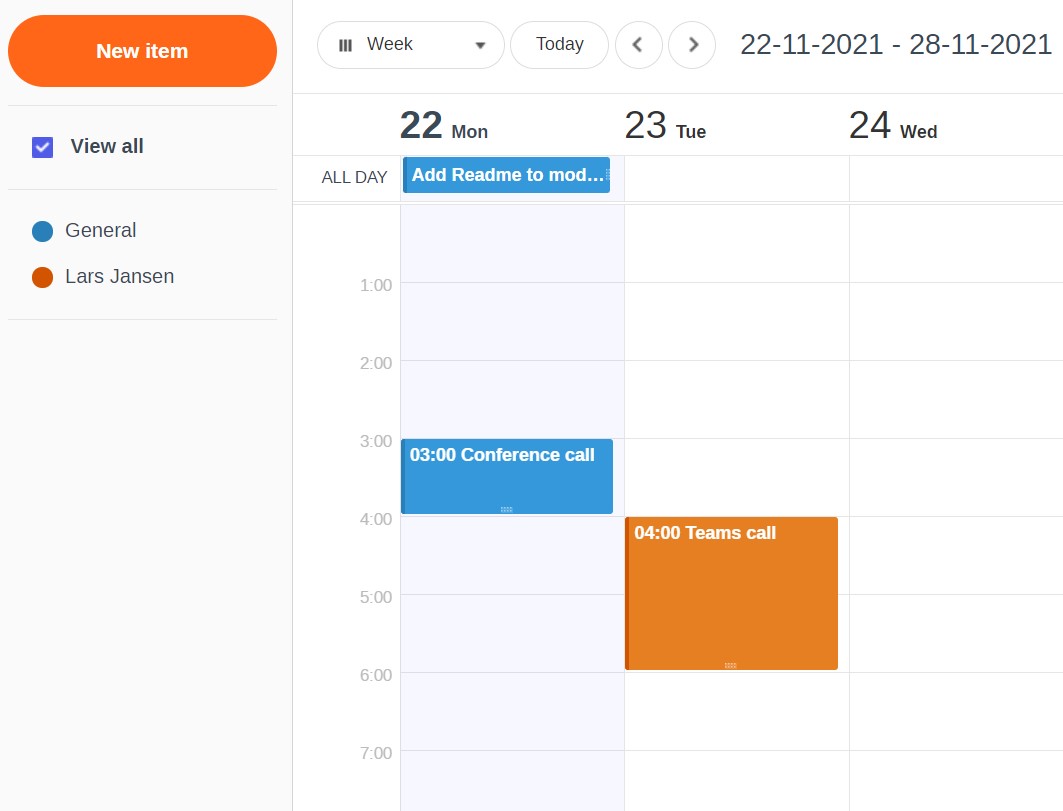 New item
View all
General
Lars Jansen
Week
Today
22-11-2021 - 28-11-2021
22 Mon
23 Tue
24 Wed
ALL DAY
Add Readme to mod...
1:00
2:00
3:00
03:00 Conference call
4:00
04:00 Teams call
5:00
6:00
7:00